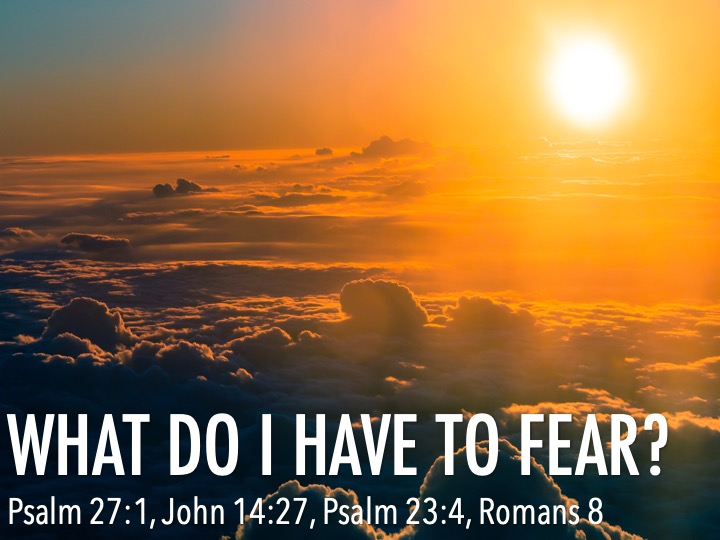 WHAT DO I HAVE TO FEAR?
Psalm 27:1, John 14:27, Psalm 23:4, Romans 8